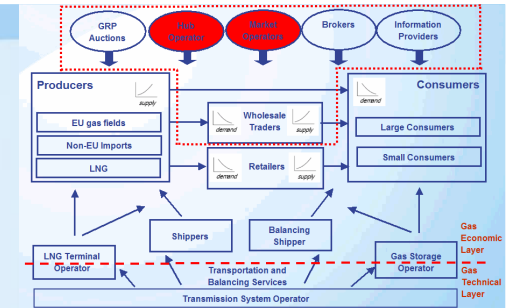 GRP
Auctions
Hub
Operator
Market
Operators
Brokers
Information
Providers
Producers
supply
EU gas fields
Non-EU Imports
LNG
demand
Wholesale
Traders
supply
demand
Retailers
supply
Consumers
demand
Large Consumers
Small Consumers
LNG Terminal
Operator
Shippers
Balancing
Shipper
Gas Storage
Operator
Gas
Economic
Layer
Transportation and
Balancing Services
Gas
Technical
Layer
Transmission System Operator